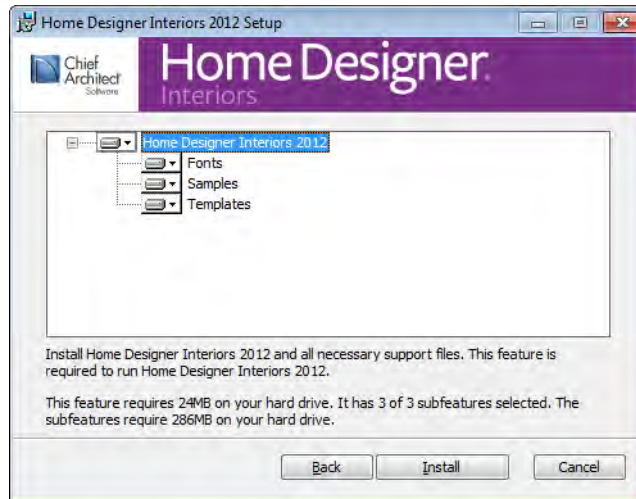 Home Designer Interiors 2012 Setup
Chief
Architect
Software
Home Designer
Interiors
Home Designer Interiors 2012
Fonts
Samples
Templates
Install Home Designer Interiors 2012 and all necessary support files. This feature is
required to run Home Designer Interiors 2012.
This feature requires 24MB on your hard drive. It has 3 of 3 subfeatures selected. The
subfeatures require 286MB on your hard drive.
Back
Install
Cancel